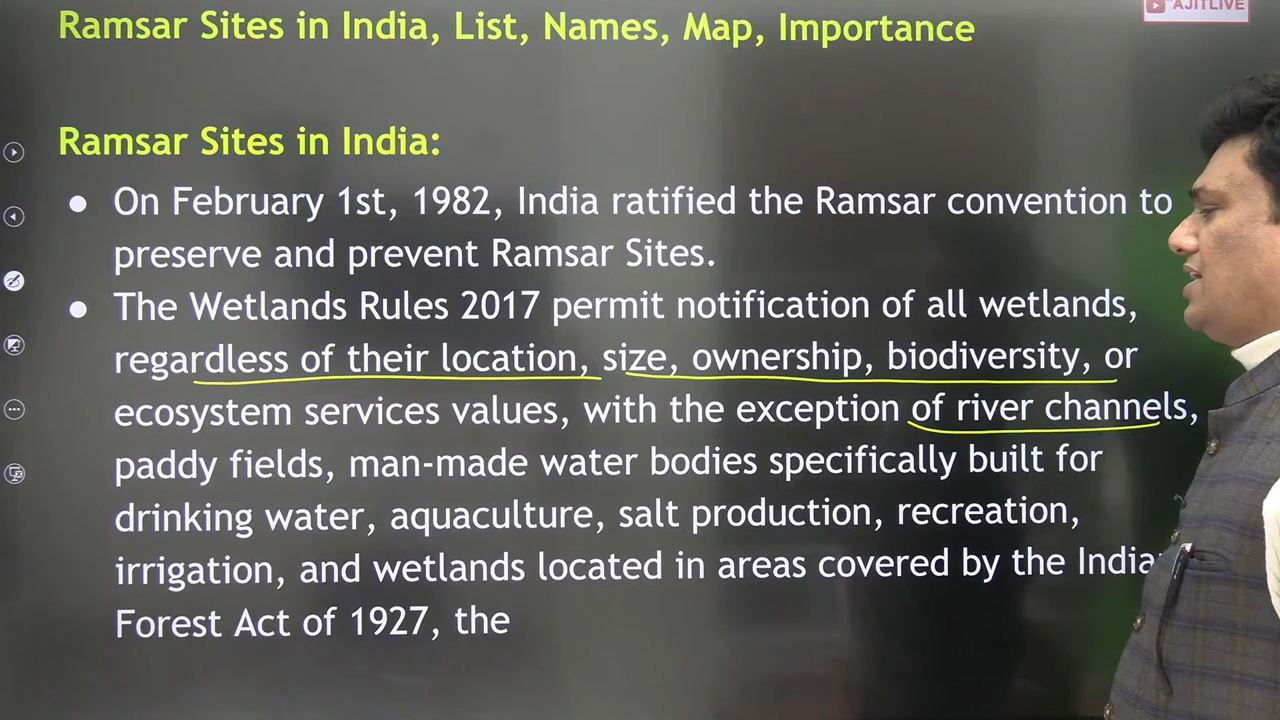 AJITLIVE
Ramsar Sites in India, List, Names, Map, Importance
Ramsar Sites in India:
● On February 1st, 1982, India ratified the Ramsar convention to
preserve and prevent Ramsar Sites.
● The Wetlands Rules 2017 permit notification of all wetlands,
regardless of their location, size, ownership, biodiversity, or
ecosystem services values, with the exception of river channels,
paddy fields, man-made water bodies specifically built for
drinking water, aquaculture, salt production, recreation,
irrigation, and wetlands located in areas covered by the India
Forest Act of 1927, the